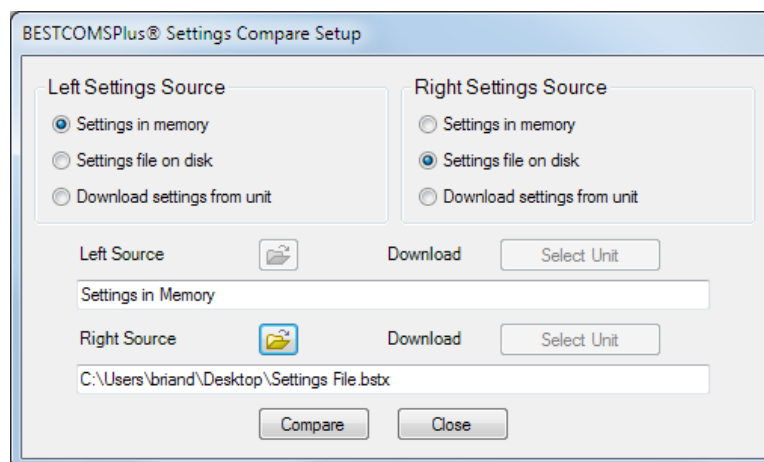 BESTCOMSPlus® Settings Compare Setup
Left Settings Source
Settings in memory
Settings file on disk
Download settings from unit
Right Settings Source
Settings in memory
Settings file on disk
Download settings from unit
Left Source Download Select Unit
Settings in Memory
Right Source Download Select Unit
C:\Users\briand\Desktop\Settings File.bstx
Compare Close